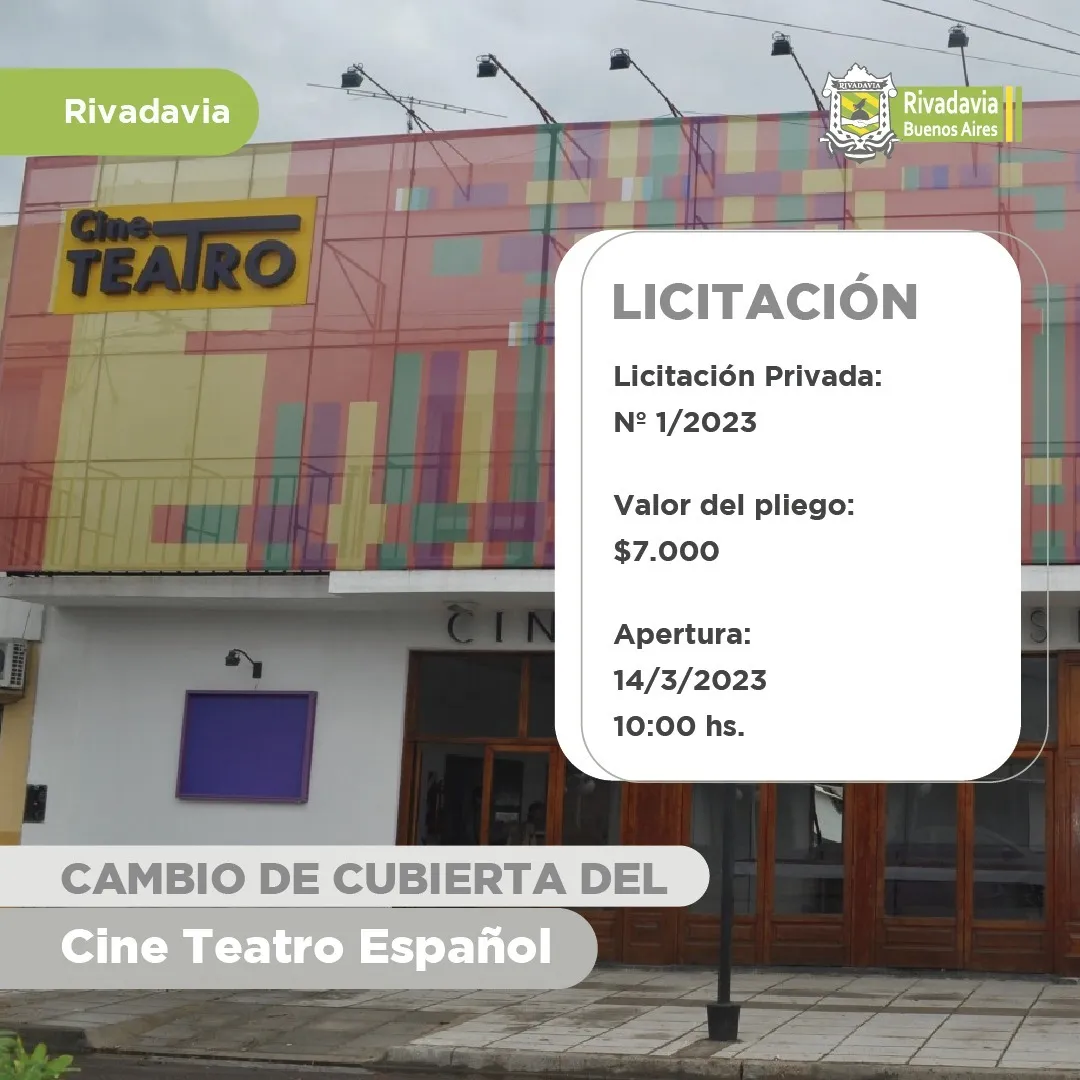 Rivadavia
RIVADAVIA
Rivadavia
Buenos Aires
Cine
TEATRO
LICITACIÓN
Licitación Privada:
Nº 1/2023
Valor del pliego:
$7.000
Apertura:
14/3/2023
10:00 hs.
CIN
CAMBIO DE CUBIERTA DEL
Cine Teatro Español